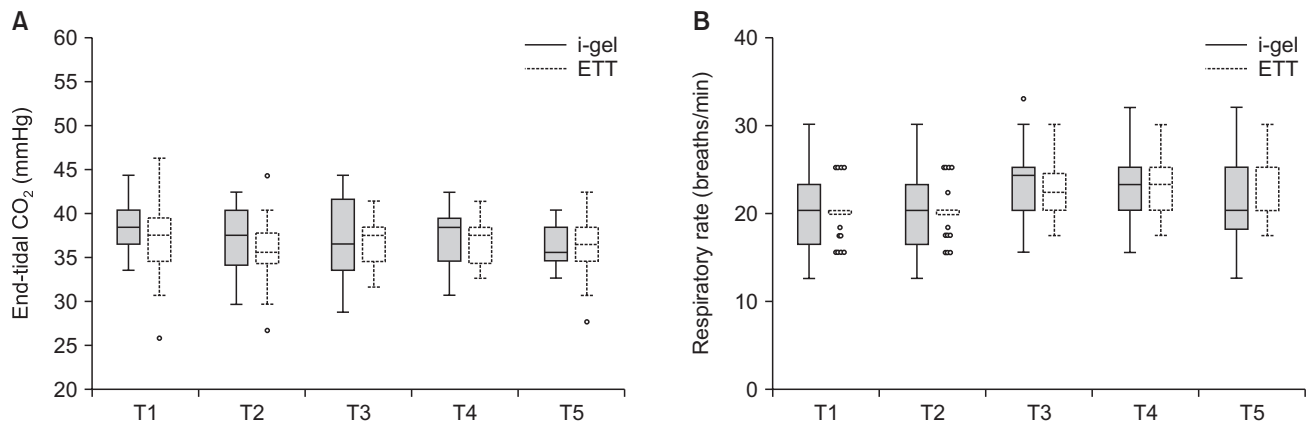 A
End-tidal CO₂ (mmHg)
60
55
50
45
40
35
30
25
20
i-gel
ETT
T1 T2 T3 T4 T5
B
Respiratory rate (breaths/min)
40
30
20
10
0
i-gel
ETT
T1 T2 T3 T4 T5